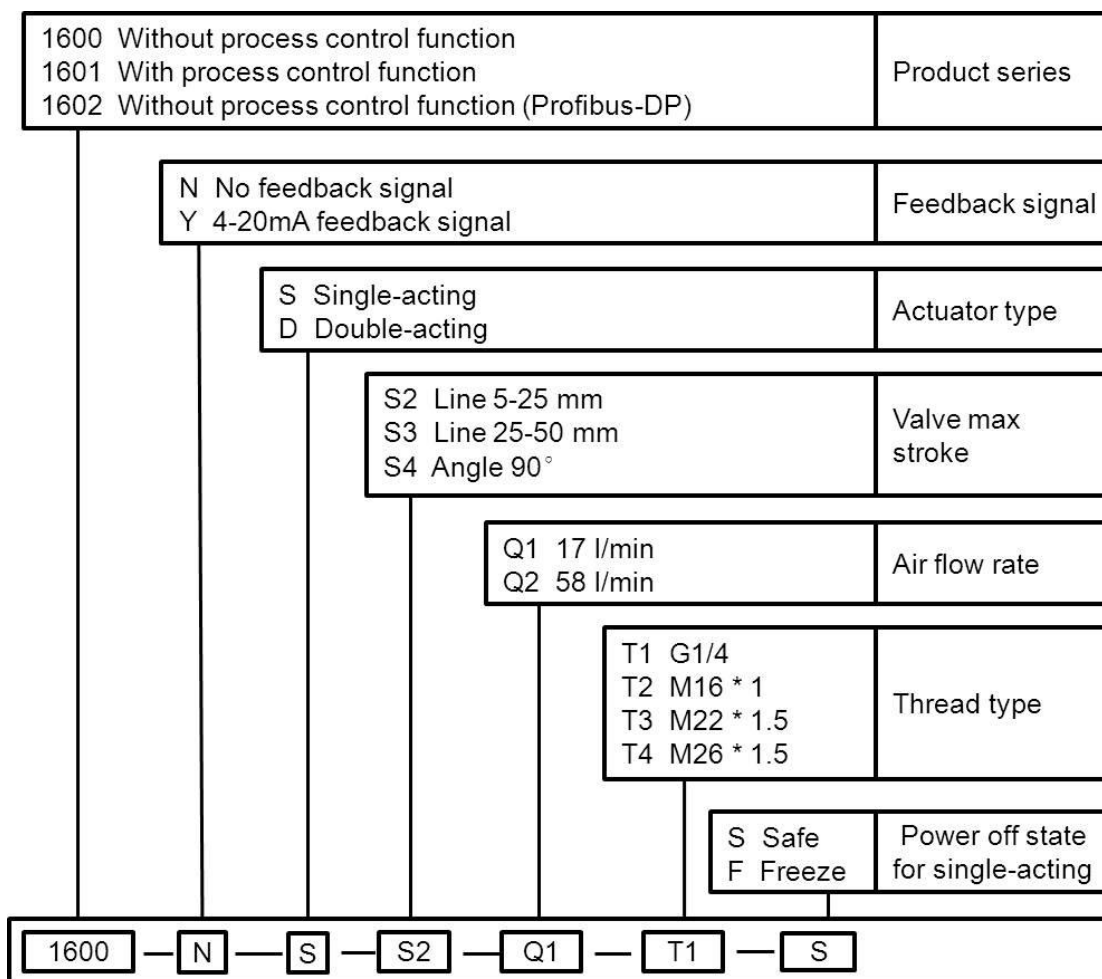 1600 Without process control function
1601 With process control function
1602 Without process control function (Profibus-DP)
Product series
N No feedback signal
Y 4-20mA feedback signal
Feedback signal
S Single-acting
D Double-acting
Actuator type
S2 Line 5-25 mm
S3 Line 25-50 mm
S4 Angle 90°
Valve max
stroke
Q1 17 l/min
Q2 58 l/min
Air flow rate
T1 G1/4
T2 M16 * 1
T3 M22 * 1.5
T4 M26 * 1.5
Thread type
S Safe
F Freeze
Power off state
for single-acting
1600 — N — S — S2 — Q1 — T1 — S